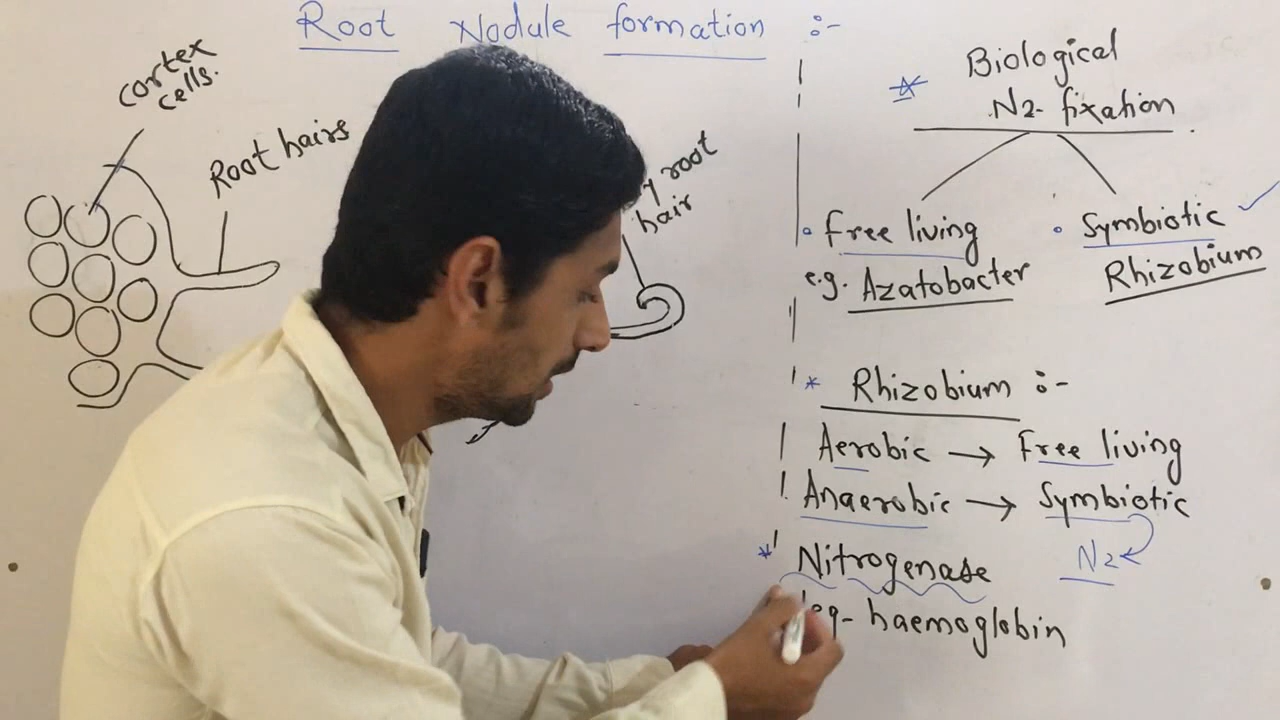 Root Nodule formation :-
cortex
cells.
Root hairs
root
hair
* Biological
N2- fixation
Free living
e.g. Azatobacter
Symbiotic
Rhizobium
* Rhizobium :-
Aerobic → Free living
Anaerobic → Symbiotic
* Nitrogenase N2
leg-haemoglobin